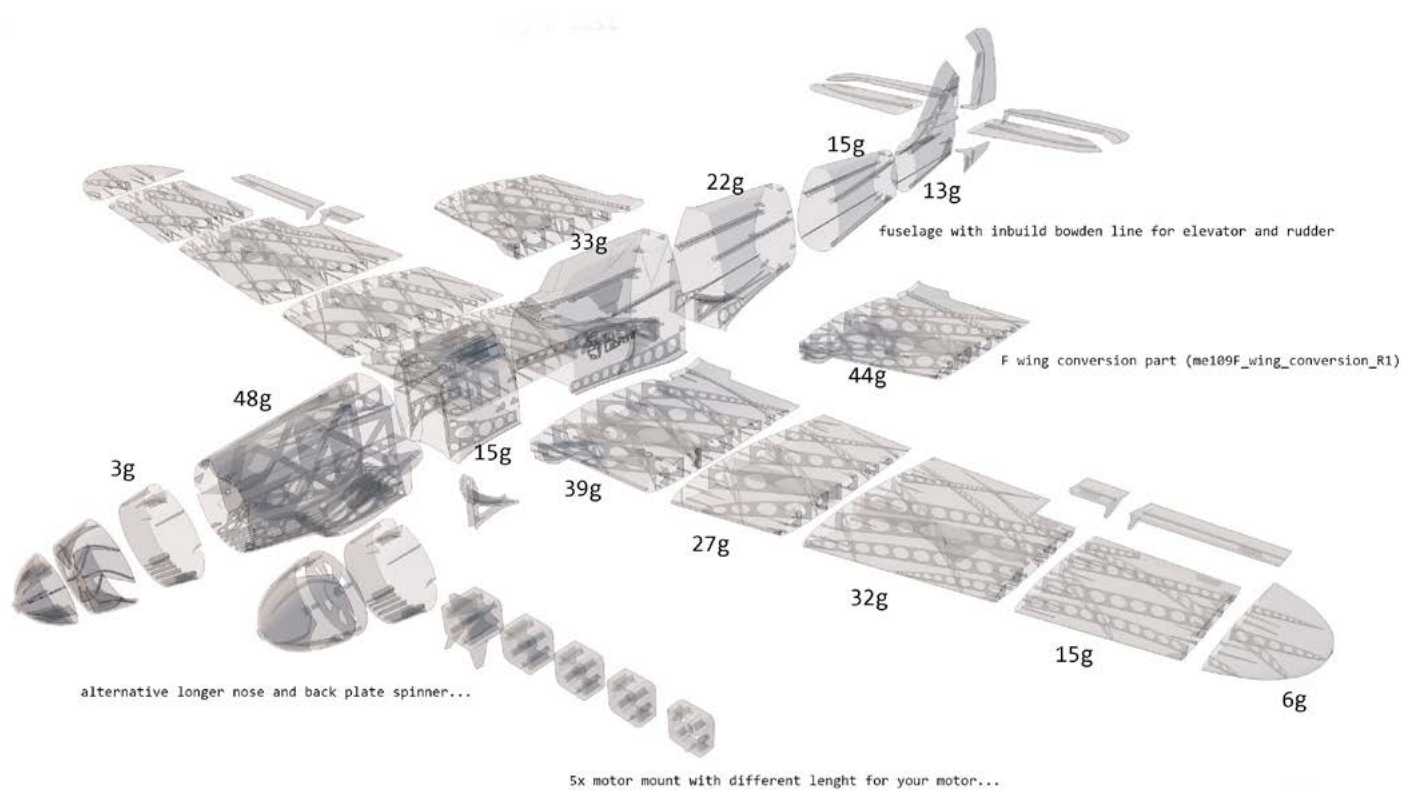 15g
22g
13g
fuselage with inbuild bowden line for elevator and rudder
33g
F wing conversion part (me109F_wing_conversion_R1)
44g
48g
15g
3g
39g
27g
32g
15g
6g
alternative longer nose and back plate spinner...
5x motor mount with different lenght for your motor...